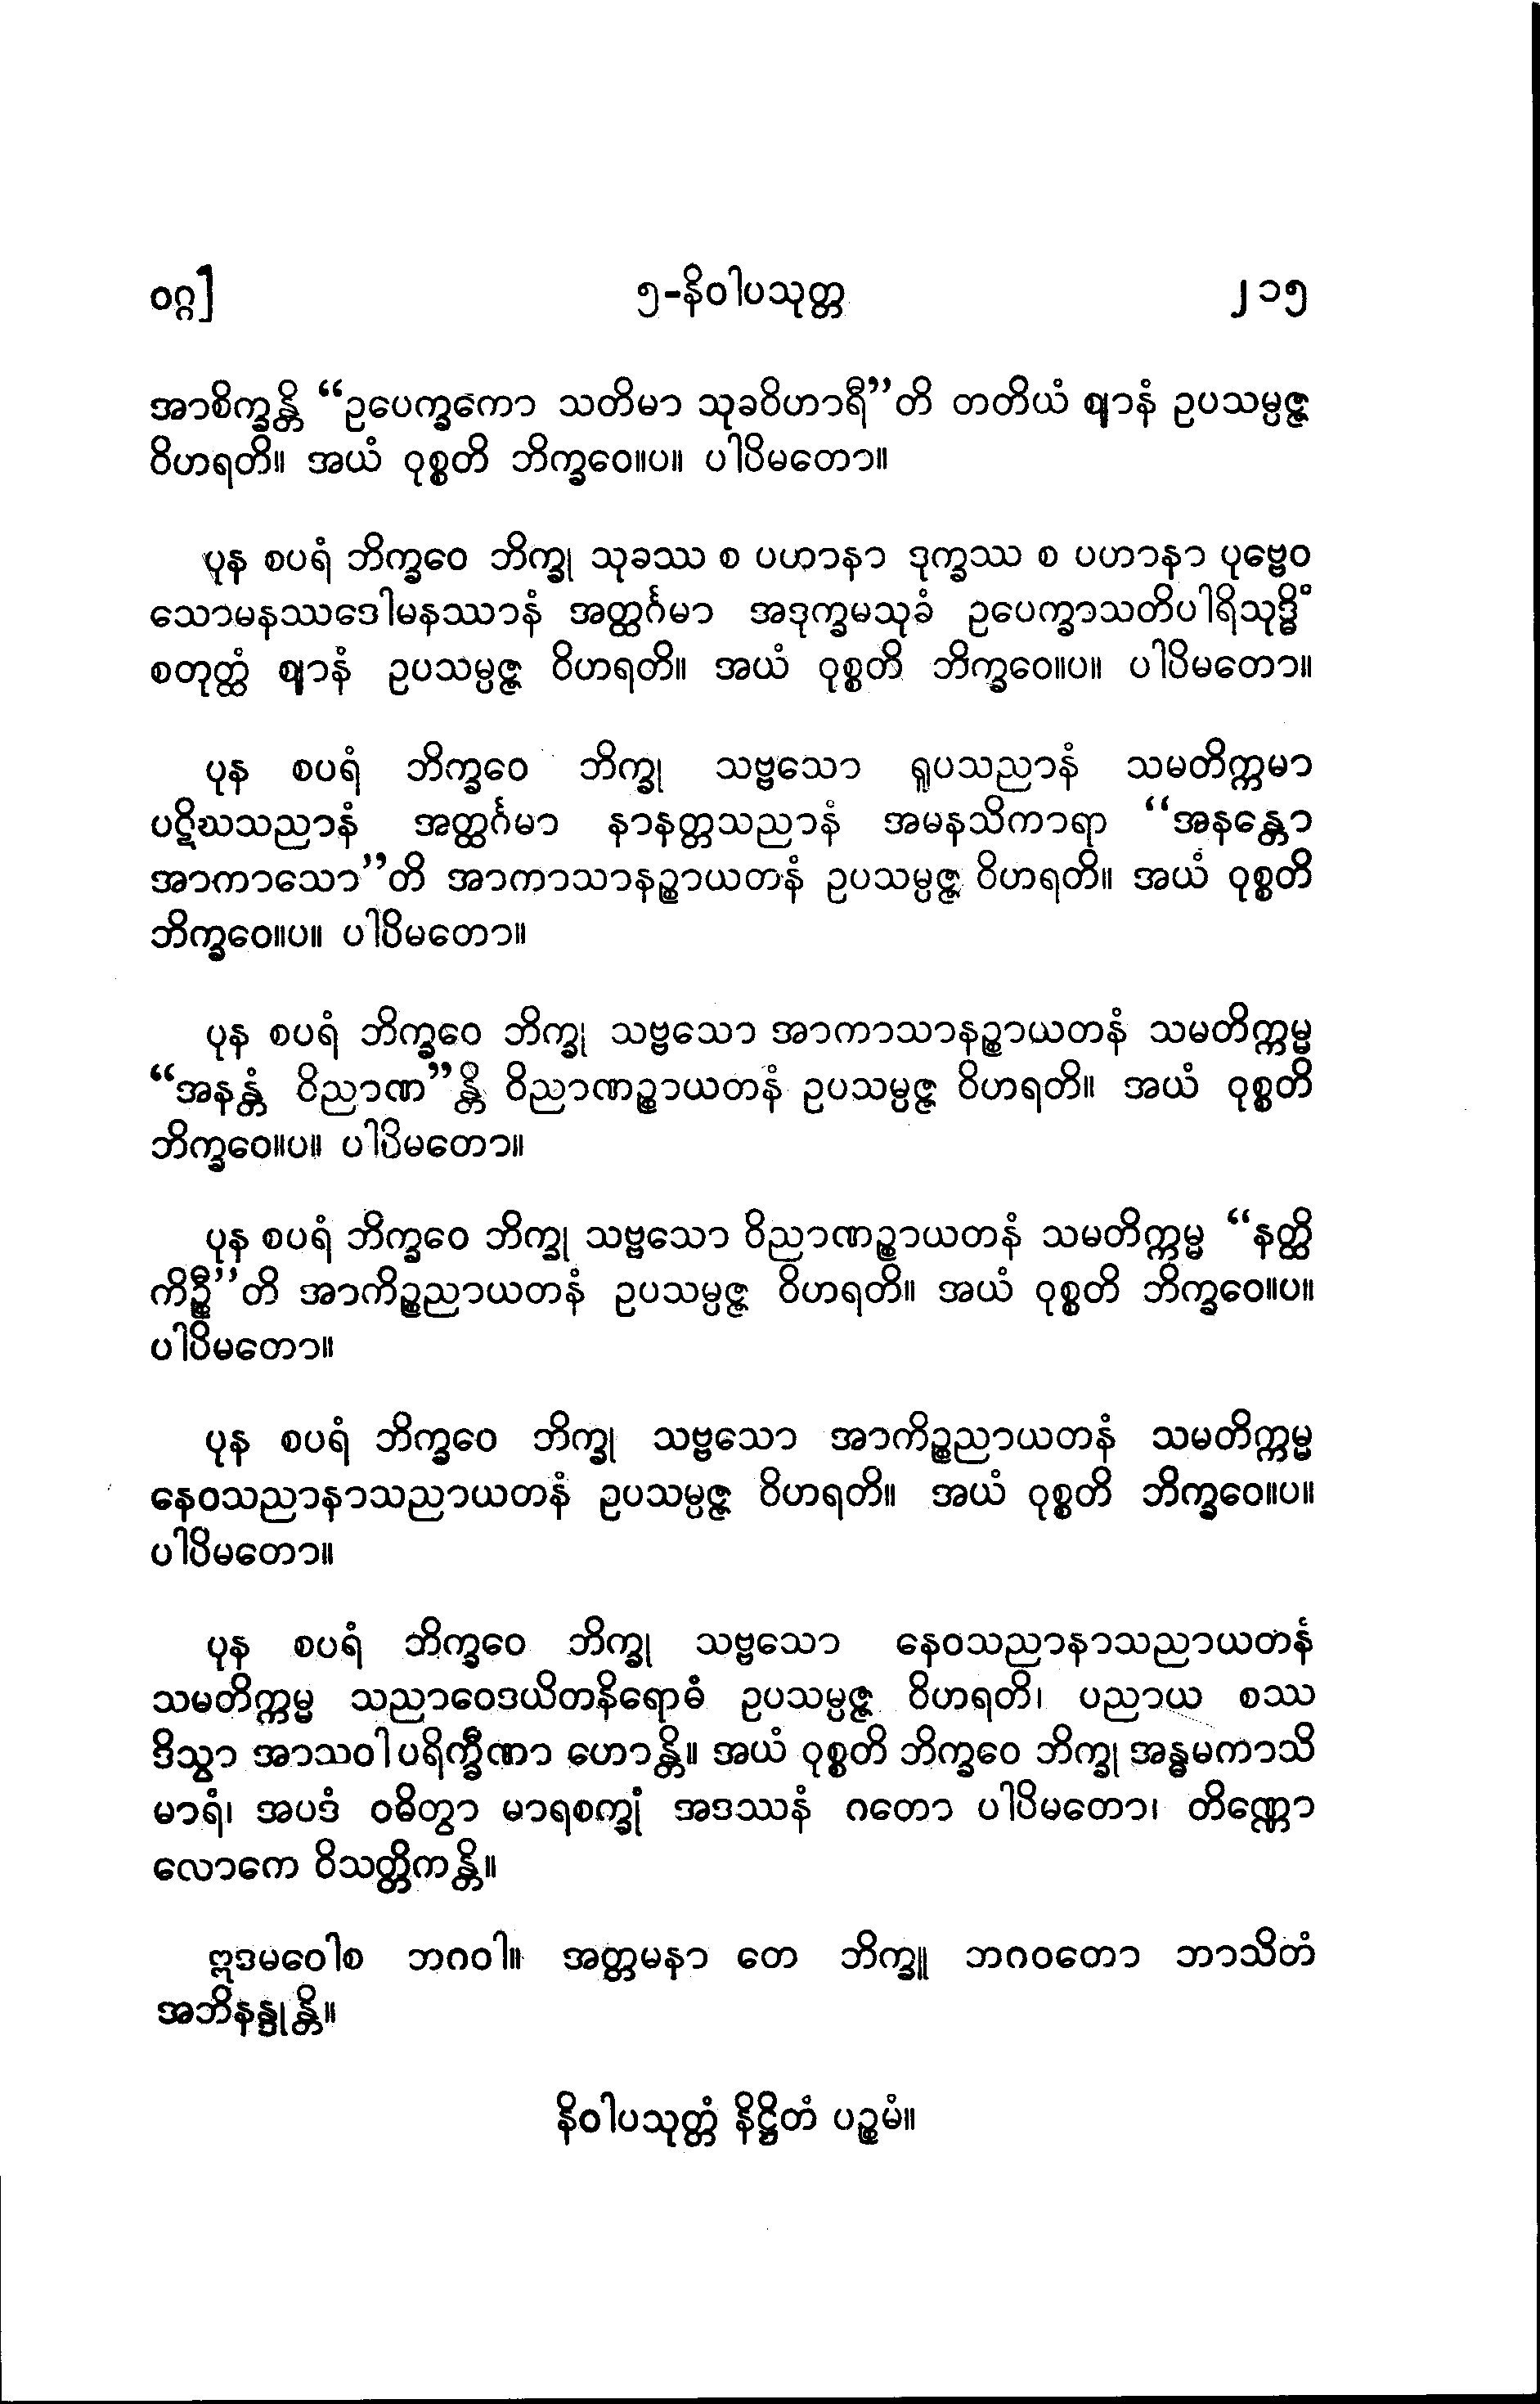 ဝဂ္ဂ]
၅-နိဝါပသုတ္တ
၂၁၅
အာစိက္ခန္တိ “ဥပေက္ခကော သတိမာ သုခဝိဟာရီ”တိ တတိယံ ဈာနံ ဥပသမ္ပဇ္ဇ
ဝိဟရတိ။ အယံ ဝုစ္စတိ ဘိက္ခဝေ။ပ။ ပါပိမတော။
ပုန စပရံ ဘိက္ခဝေ ဘိက္ခု သုခဿ စ ပဟာနာ ဒုက္ခဿ စ ပဟာနာ ပုဗ္ဗေဝ
သောမနဿဒေါမနဿာနံ အတ္ထင်္ဂမာ အဒုက္ခမသုခံ ဥပေက္ခာသတိပါရိသုဒ္ဓိံ
စတုတ္ထံ ဈာနံ ဥပသမ္ပဇ္ဇ ဝိဟရတိ။ အယံ ဝုစ္စတိ ဘိက္ခဝေ။ပ။ ပါပိမတော။
ပုန စပရံ ဘိက္ခဝေ ဘိက္ခု သဗ္ဗသော ရူပသညာနံ သမတိက္ကမာ
ပဋိဃသညာနံ အတ္ထင်္ဂမာ နာနတ္တသညာနံ အမနသိကာရာ “အနန္တော
အာကာသော”တိ အာကာသာနဉ္စာယတနံ ဥပသမ္ပဇ္ဇ ဝိဟရတိ။ အယံ ဝုစ္စတိ
ဘိက္ခဝေ။ပ။ ပါပိမတော။
ပုန စပရံ ဘိက္ခဝေ ဘိက္ခု သဗ္ဗသော အာကာသာနဉ္စာယတနံ သမတိက္ကမ္မ
“အနန္တံ ဝိညာဏ”န္တိ ဝိညာဏဉ္စာယတနံ ဥပသမ္ပဇ္ဇ ဝိဟရတိ။ အယံ ဝုစ္စတိ
ဘိက္ခဝေ။ပ။ ပါပိမတော။
ပုန စပရံ ဘိက္ခဝေ ဘိက္ခု သဗ္ဗသော ဝိညာဏဉ္စာယတနံ သမတိက္ကမ္မ “နတ္ထိ
ကိဉ္စီ”တိ အာကိဉ္စညာယတနံ ဥပသမ္ပဇ္ဇ ဝိဟရတိ။ အယံ ဝုစ္စတိ ဘိက္ခဝေ။ပ။
ပါပိမတော။
ပုန စပရံ ဘိက္ခဝေ ဘိက္ခု သဗ္ဗသော အာကိဉ္စညာယတနံ သမတိက္ကမ္မ
နေဝသညာနာသညာယတနံ ဥပသမ္ပဇ္ဇ ဝိဟရတိ။ အယံ ဝုစ္စတိ ဘိက္ခဝေ။ပ။
ပါပိမတော။
ပုန စပရံ ဘိက္ခဝေ ဘိက္ခု သဗ္ဗသော နေဝသညာနာသညာယတနံ
သမတိက္ကမ္မ သညာဝေဒယိတနိရောဓံ ဥပသမ္ပဇ္ဇ ဝိဟရတိ၊ ပညာယ စဿ
ဒိသွာ အာသဝါ ပရိက္ခီဏာ ဟောန္တိ။ အယံ ဝုစ္စတိ ဘိက္ခဝေ ဘိက္ခု အန္ဓမကာသိ
မာရံ၊ အပဒံ ဝဓိတွာ မာရစက္ခုံ အဒဿနံ ဂတော ပါပိမတော၊ တိဏ္ဏော
လောကေ ဝိသတ္တိကန္တိ။
ဣဒမဝေါစ ဘဂဝါ။ အတ္တမနာ တေ ဘိက္ခူ ဘဂဝတော ဘာသိတံ
အဘိနန္ဒုန္တိ။
နိဝါပသုတ္တံ နိဋ္ဌိတံ ပဉ္စမံ။